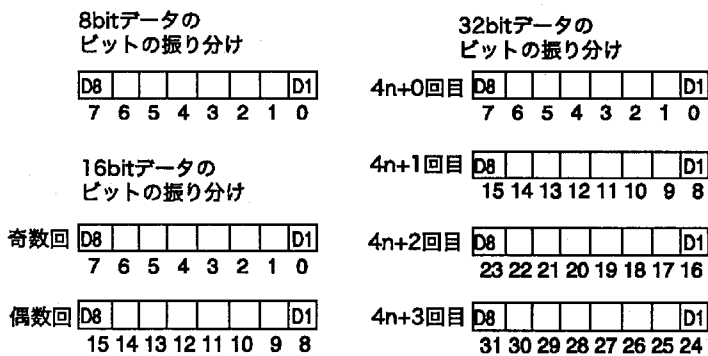 8bitデータの
ビットの振り分け
D8 D1
7 6 5 4 3 2 1 0
16bitデータの
ビットの振り分け
奇数回 D8 D1
7 6 5 4 3 2 1 0
偶数回 D8 D1
15 14 13 12 11 10 9 8
32bitデータの
ビットの振り分け
4n+0回目 D8 D1
7 6 5 4 3 2 1 0
4n+1回目 D8 D1
15 14 13 12 11 10 9 8
4n+2回目 D8 D1
23 22 21 20 19 18 17 16
4n+3回目 D8 D1
31 30 29 28 27 26 25 24